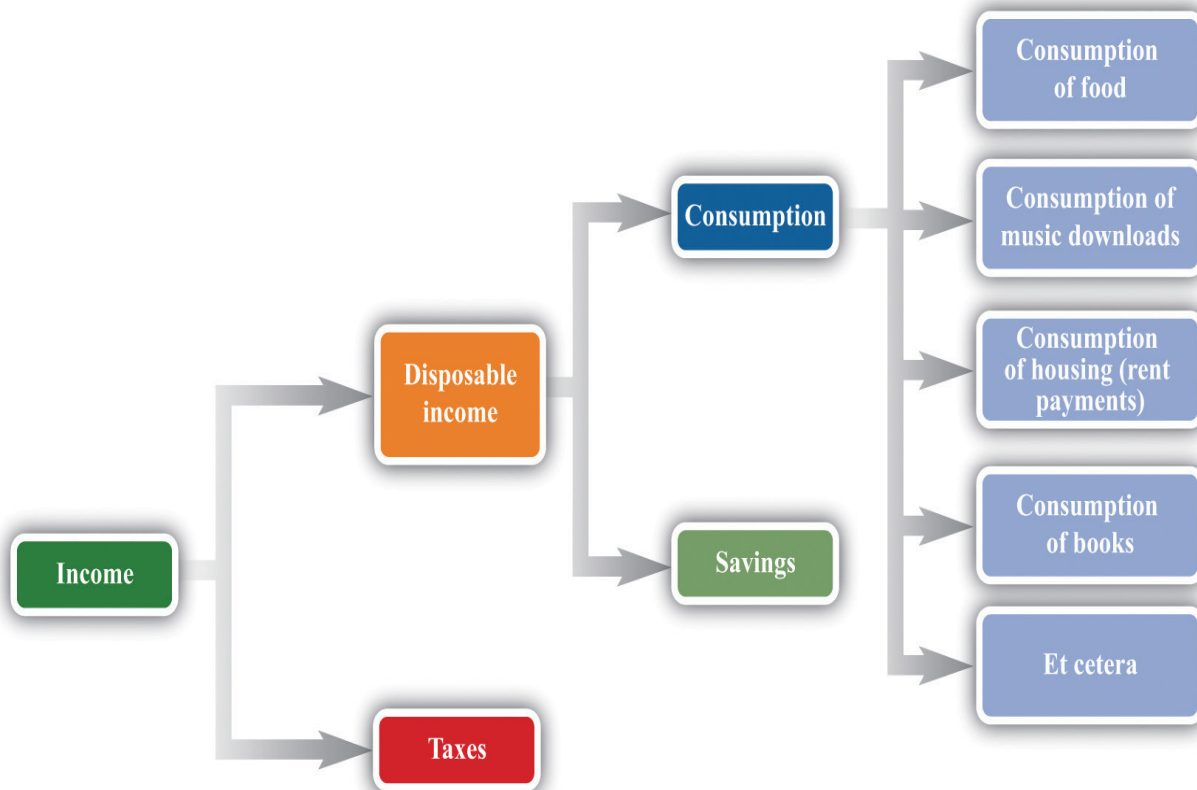 Income
Disposable
income
Taxes
Consumption
Savings
Consumption
of food
Consumption of
music downloads
Consumption
of housing (rent
payments)
Consumption
of books
Et cetera